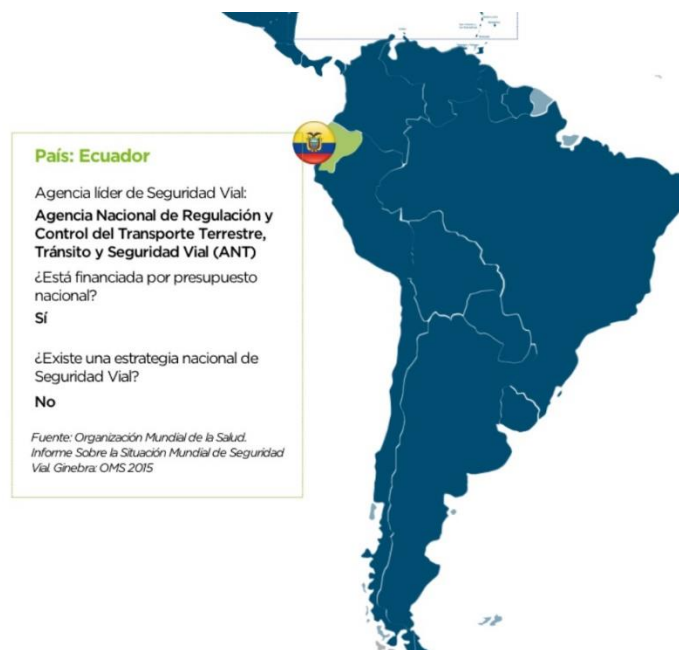 País: Ecuador
Agencia líder de Seguridad Vial:
Agencia Nacional de Regulación y
Control del Transporte Terrestre,
Tránsito y Seguridad Vial (ANT)
¿Está financiada por presupuesto
nacional?
Sí
¿Existe una estrategia nacional de
Seguridad Vial?
No
Fuente: Organización Mundial de la Salud.
Informe Sobre la Situación Mundial de Seguridad
Vial. Ginebra: OMS 2015